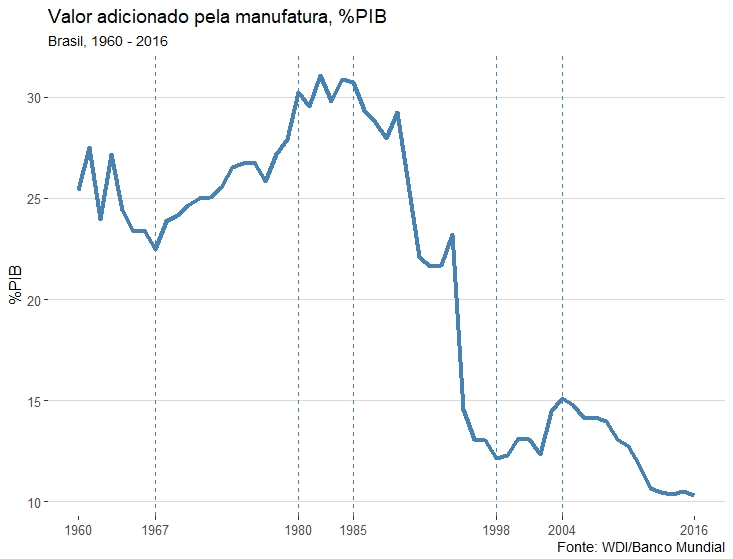 Valor adicionado pela manufatura, %PIB
Brasil, 1960 - 2016
%PIB
30
25
20
15
10
1960 1967 1980 1985 1998 2004 2016
Fonte: WDI/Banco Mundial